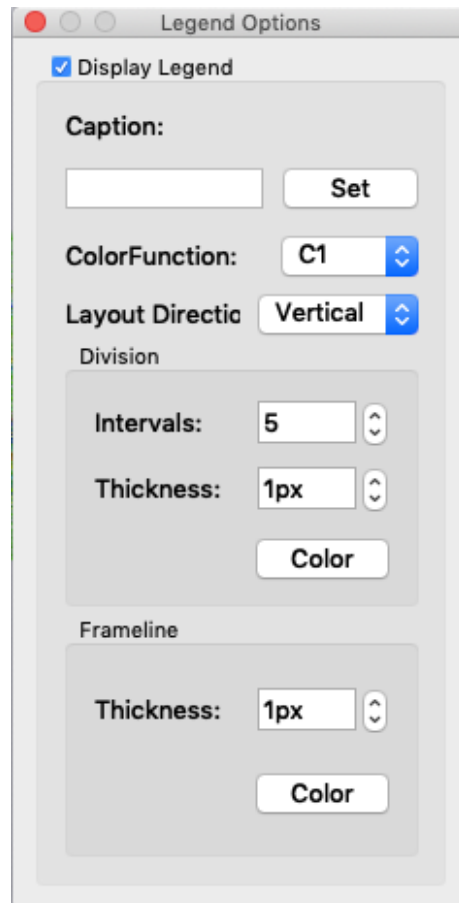 Legend Options
Display Legend
Caption:
Set
ColorFunction: C1
Layout Directio Vertical
Division
Intervals: 5
Thickness: 1px
Color
Frameline
Thickness: 1px
Color